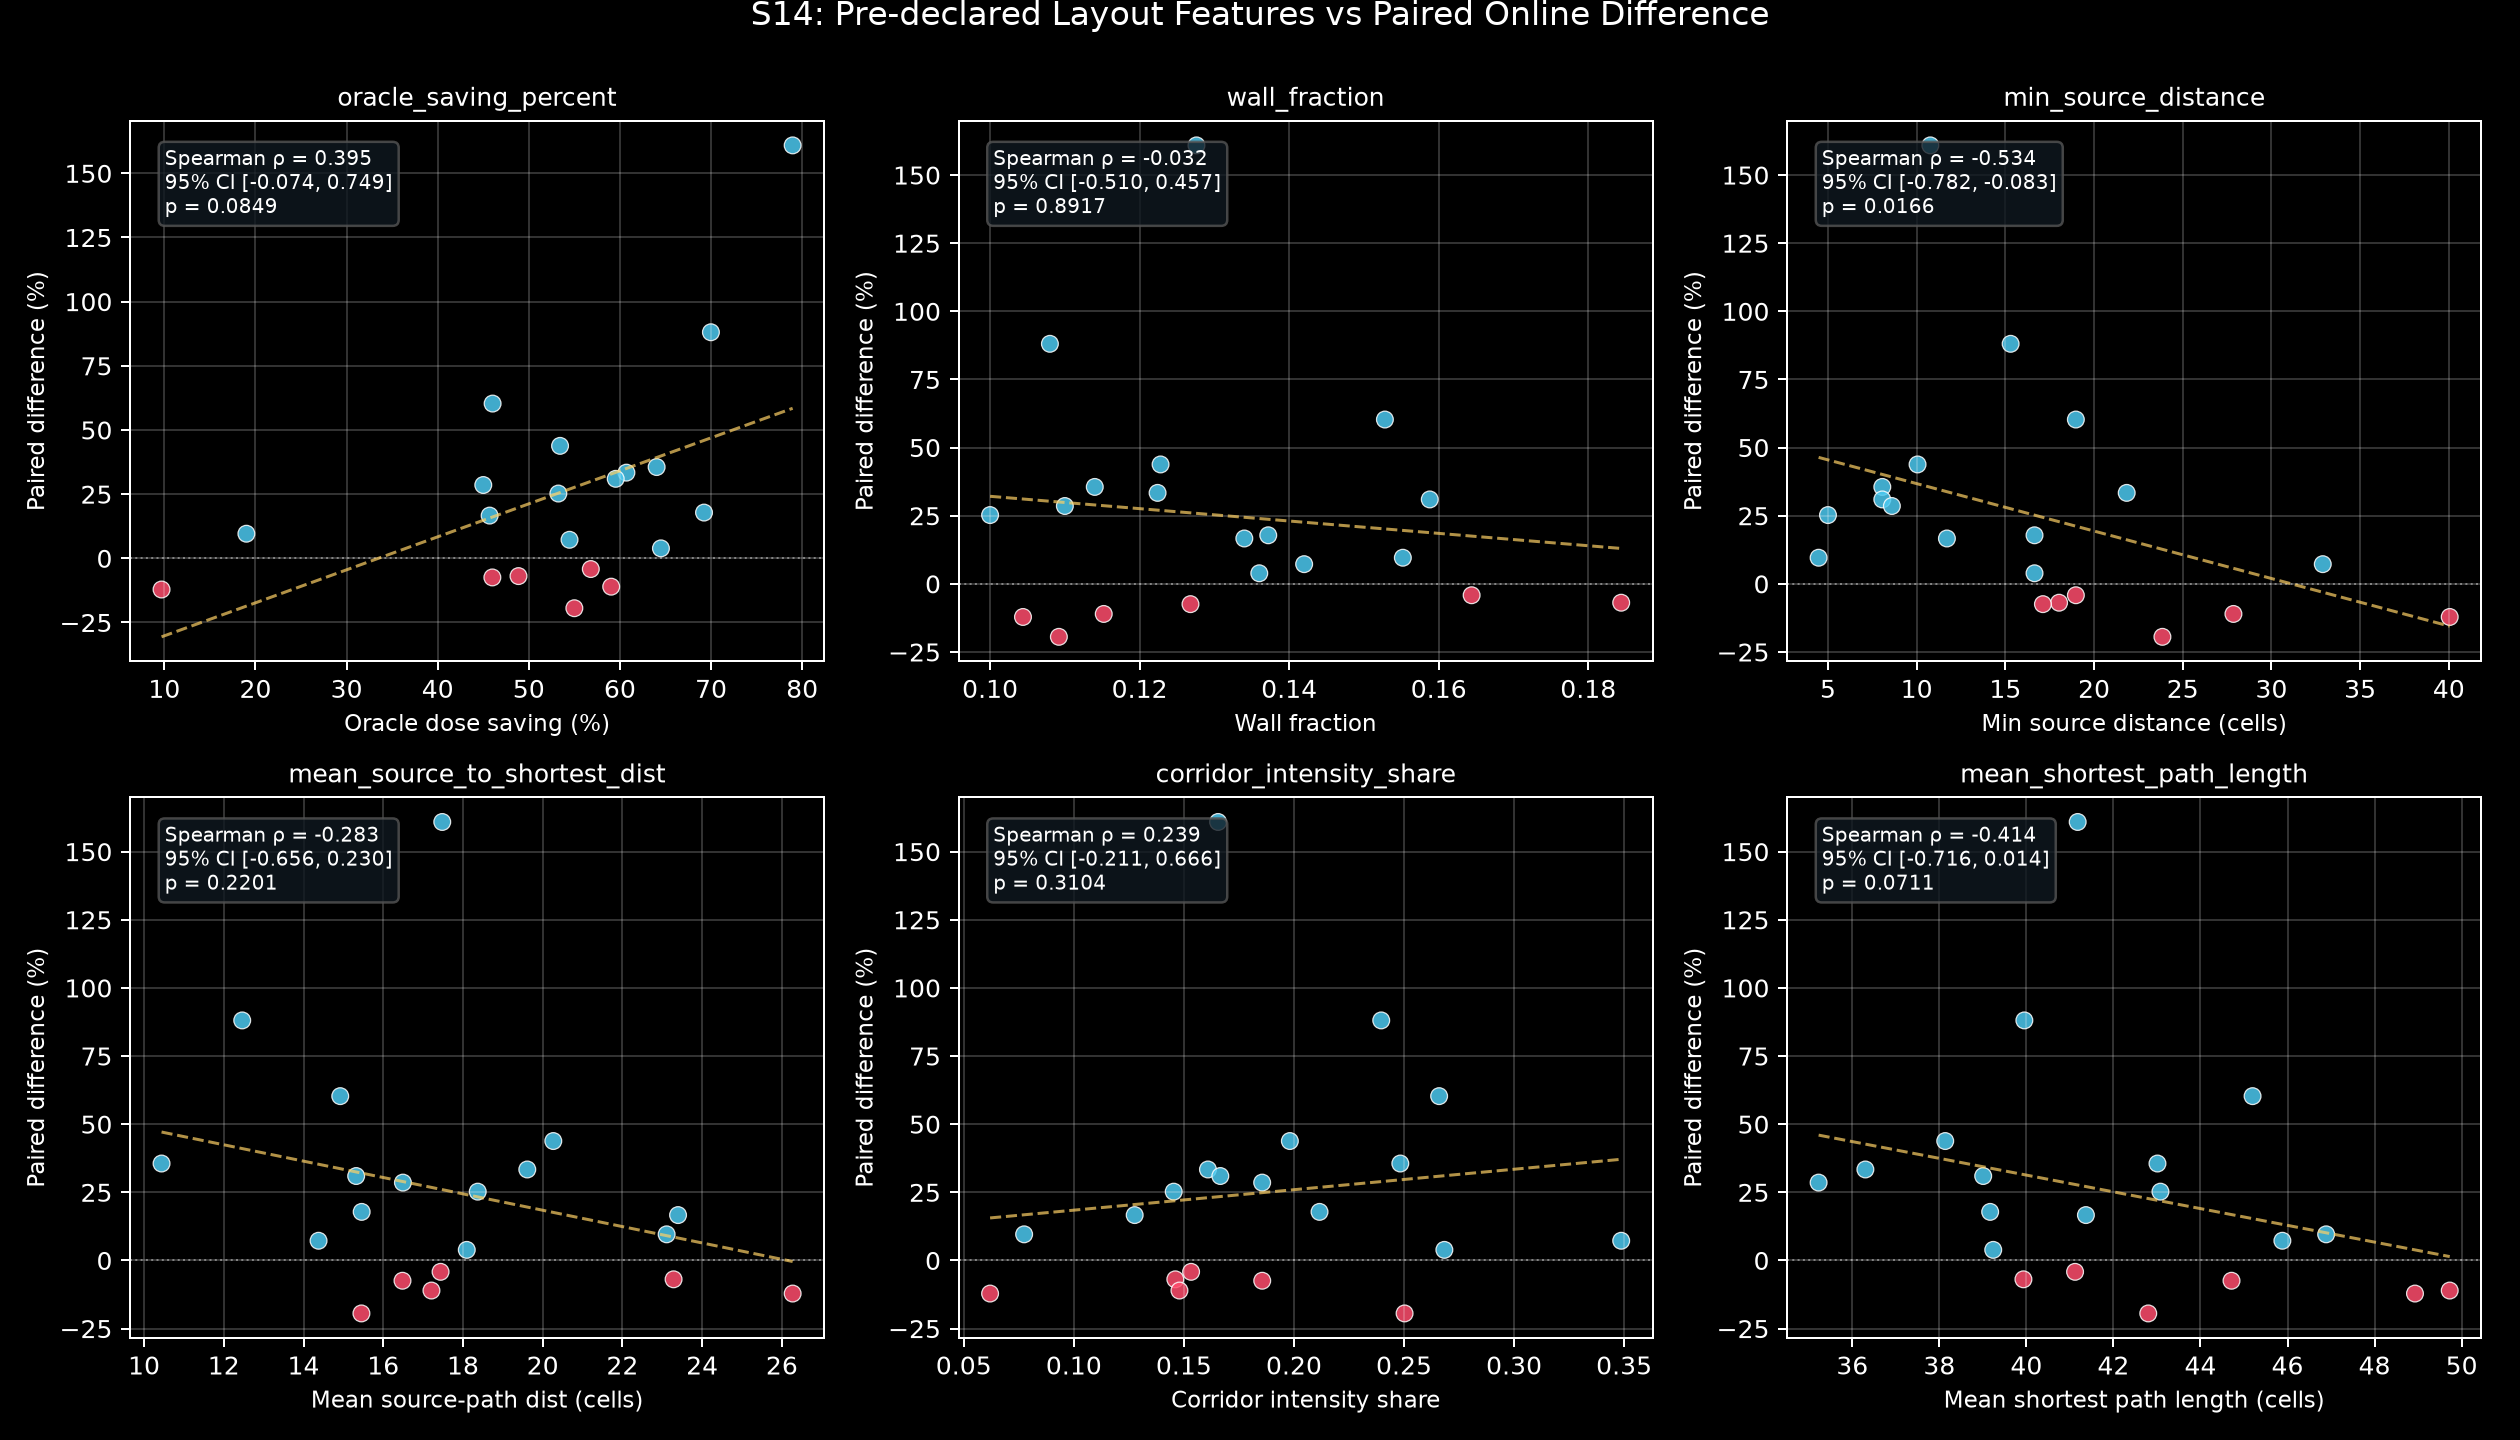 S14: Pre-declared Layout Features vs Paired Online Difference
oracle_saving_percent
Spearman ρ = 0.395
95% CI [-0.074, 0.749]
p = 0.0849
Paired difference (%)
150
125
100
75
50
25
0
−25
10 20 30 40 50 60 70 80
Oracle dose saving (%)
wall_fraction
Spearman ρ = -0.032
95% CI [-0.510, 0.457]
p = 0.8917
Paired difference (%)
150
125
100
75
50
25
0
−25
0.10 0.12 0.14 0.16 0.18
Wall fraction
min_source_distance
Spearman ρ = -0.534
95% CI [-0.782, -0.083]
p = 0.0166
Paired difference (%)
150
125
100
75
50
25
0
−25
5 10 15 20 25 30 35 40
Min source distance (cells)
mean_source_to_shortest_dist
Spearman ρ = -0.283
95% CI [-0.656, 0.230]
p = 0.2201
Paired difference (%)
150
125
100
75
50
25
0
−25
10 12 14 16 18 20 22 24 26
Mean source-path dist (cells)
corridor_intensity_share
Spearman ρ = 0.239
95% CI [-0.211, 0.666]
p = 0.3104
Paired difference (%)
150
125
100
75
50
25
0
−25
0.05 0.10 0.15 0.20 0.25 0.30 0.35
Corridor intensity share
mean_shortest_path_length
Spearman ρ = -0.414
95% CI [-0.716, 0.014]
p = 0.0711
Paired difference (%)
150
125
100
75
50
25
0
−25
36 38 40 42 44 46 48 50
Mean shortest path length (cells)